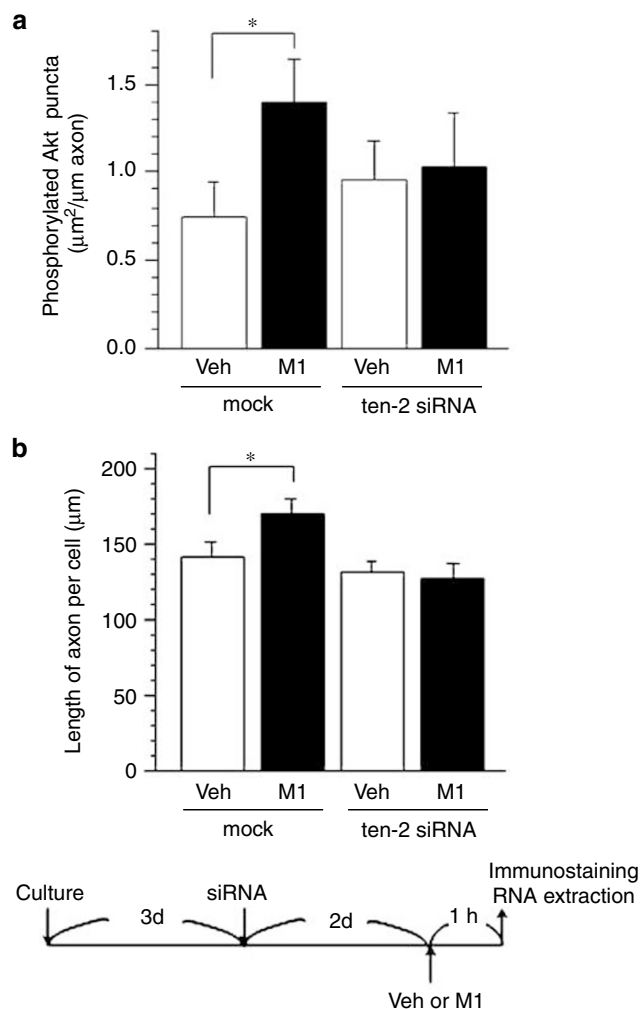 a
*
Phosphorylated Akt puncta
(μm²/μm axon)
1.5
1.0
0.5
0.0
Veh M1 Veh M1
mock ten-2 siRNA
b
*
Length of axon per cell (μm)
200
150
100
50
0
Veh M1 Veh M1
mock ten-2 siRNA
Immunostaining
Culture siRNA RNA extraction
3d 2d 1 h
Veh or M1